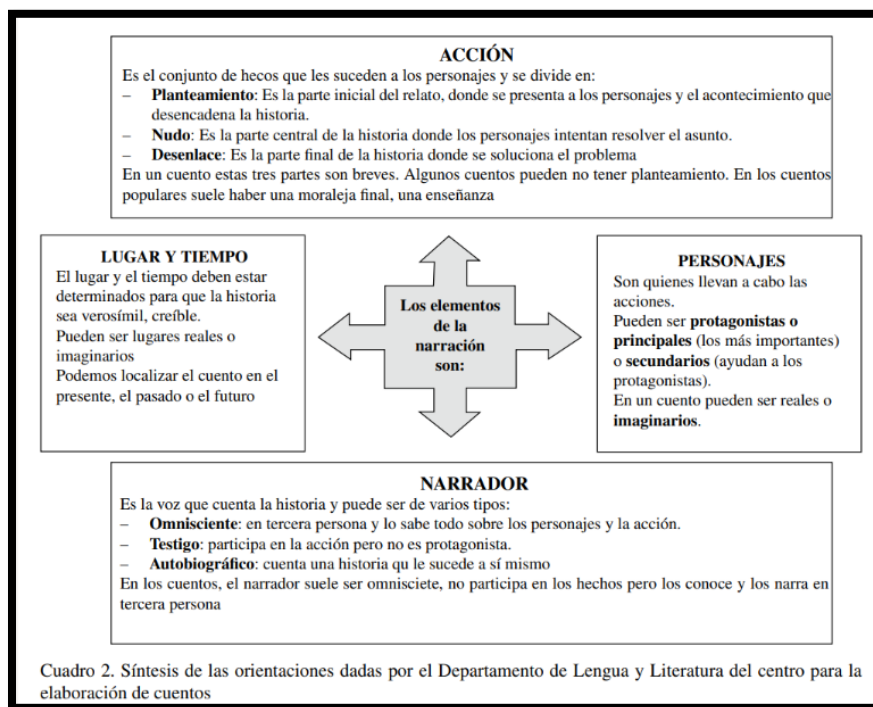 ACCIÓN
Es el conjunto de hecos que les suceden a los personajes y se divide en:
– Planteamiento: Es la parte inicial del relato, donde se presenta a los personajes y el acontecimiento que
desencadena la historia.
– Nudo: Es la parte central de la historia donde los personajes intentan resolver el asunto.
– Desenlace: Es la parte final de la historia donde se soluciona el problema
En un cuento estas tres partes son breves. Algunos cuentos pueden no tener planteamiento. En los cuentos
populares suele haber una moraleja final, una enseñanza
LUGAR Y TIEMPO
El lugar y el tiempo deben estar
determinados para que la historia
sea verosímil, creíble.
Pueden ser lugares reales o
imaginarios
Podemos localizar el cuento en el
presente, el pasado o el futuro
Los elementos
de la
narración
son:
PERSONAJES
Son quienes llevan a cabo las
acciones.
Pueden ser protagonistas o
principales (los más importantes)
o secundarios (ayudan a los
protagonistas).
En un cuento pueden ser reales o
imaginarios.
NARRADOR
Es la voz que cuenta la historia y puede ser de varios tipos:
– Omnisciente: en tercera persona y lo sabe todo sobre los personajes y la acción.
– Testigo: participa en la acción pero no es protagonista.
– Autobiográfico: cuenta una historia qu le sucede a sí mismo
En los cuentos, el narrador suele ser omnisciete, no participa en los hechos pero los conoce y los narra en
tercera persona
Cuadro 2. Síntesis de las orientaciones dadas por el Departamento de Lengua y Literatura del centro para la
elaboración de cuentos